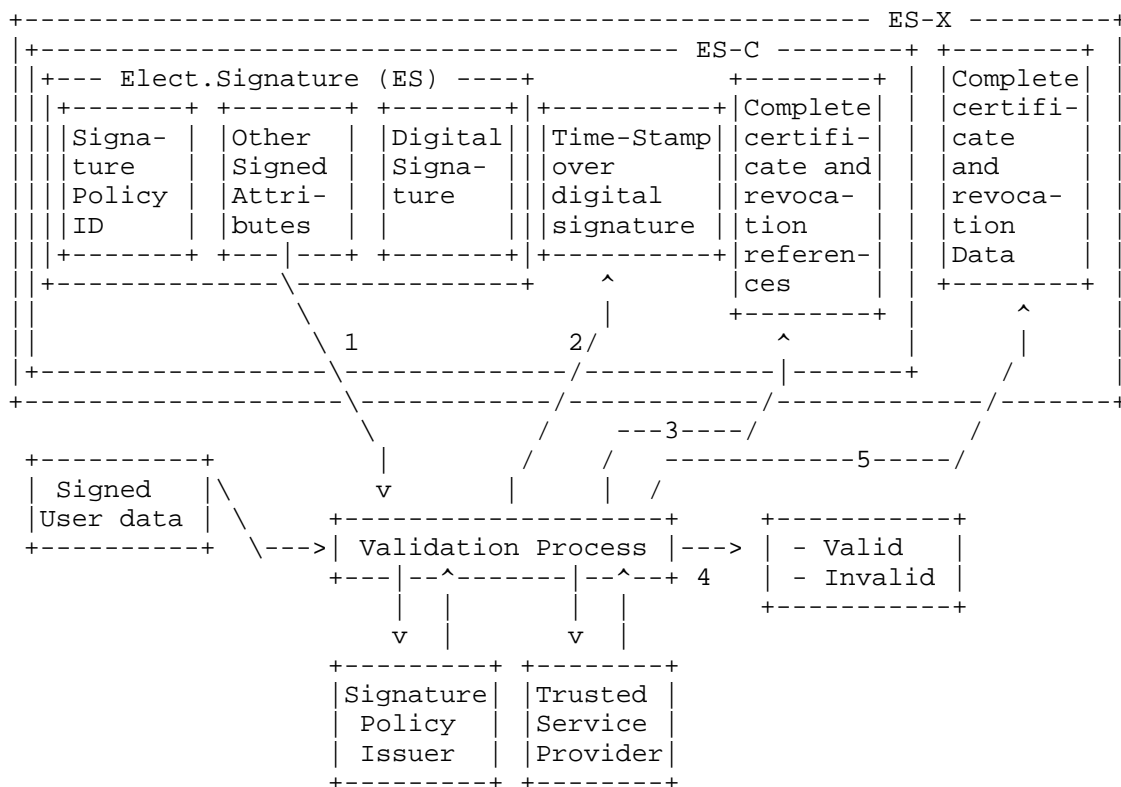 ES-X
ES-C
Elect.Signature (ES)
Signa-
ture
Policy
ID
Other
Signed
Attri-
butes
Digital
Signa-
ture
Time-Stamp
over
digital
signature
Complete
certifi-
cate and
revoca-
tion
referen-
ces
Complete
certifi-
cate
and
revoca-
tion
Data
1
2
3
5
Signed
User data
Validation Process
4
- Valid
- Invalid
Signature
Policy
Issuer
Trusted
Service
Provider